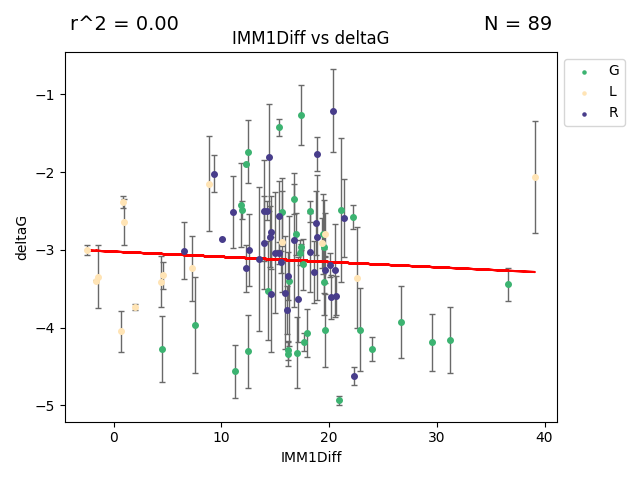 r^2 = 0.00
N = 89
IMM1Diff vs deltaG
G
L
R
deltaG
−1
−2
−3
−4
−5
0 10 20 30 40
IMM1Diff